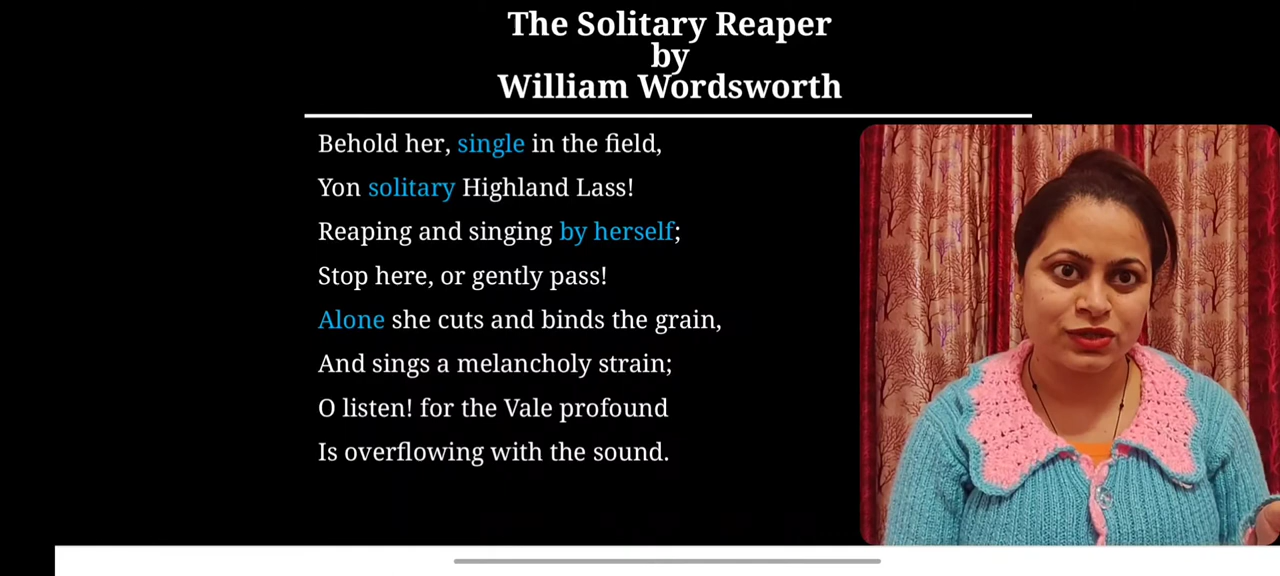 The Solitary Reaper
by
William Wordsworth
Behold her, single in the field,
Yon solitary Highland Lass!
Reaping and singing by herself;
Stop here, or gently pass!
Alone she cuts and binds the grain,
And sings a melancholy strain;
O listen! for the Vale profound
Is overflowing with the sound.